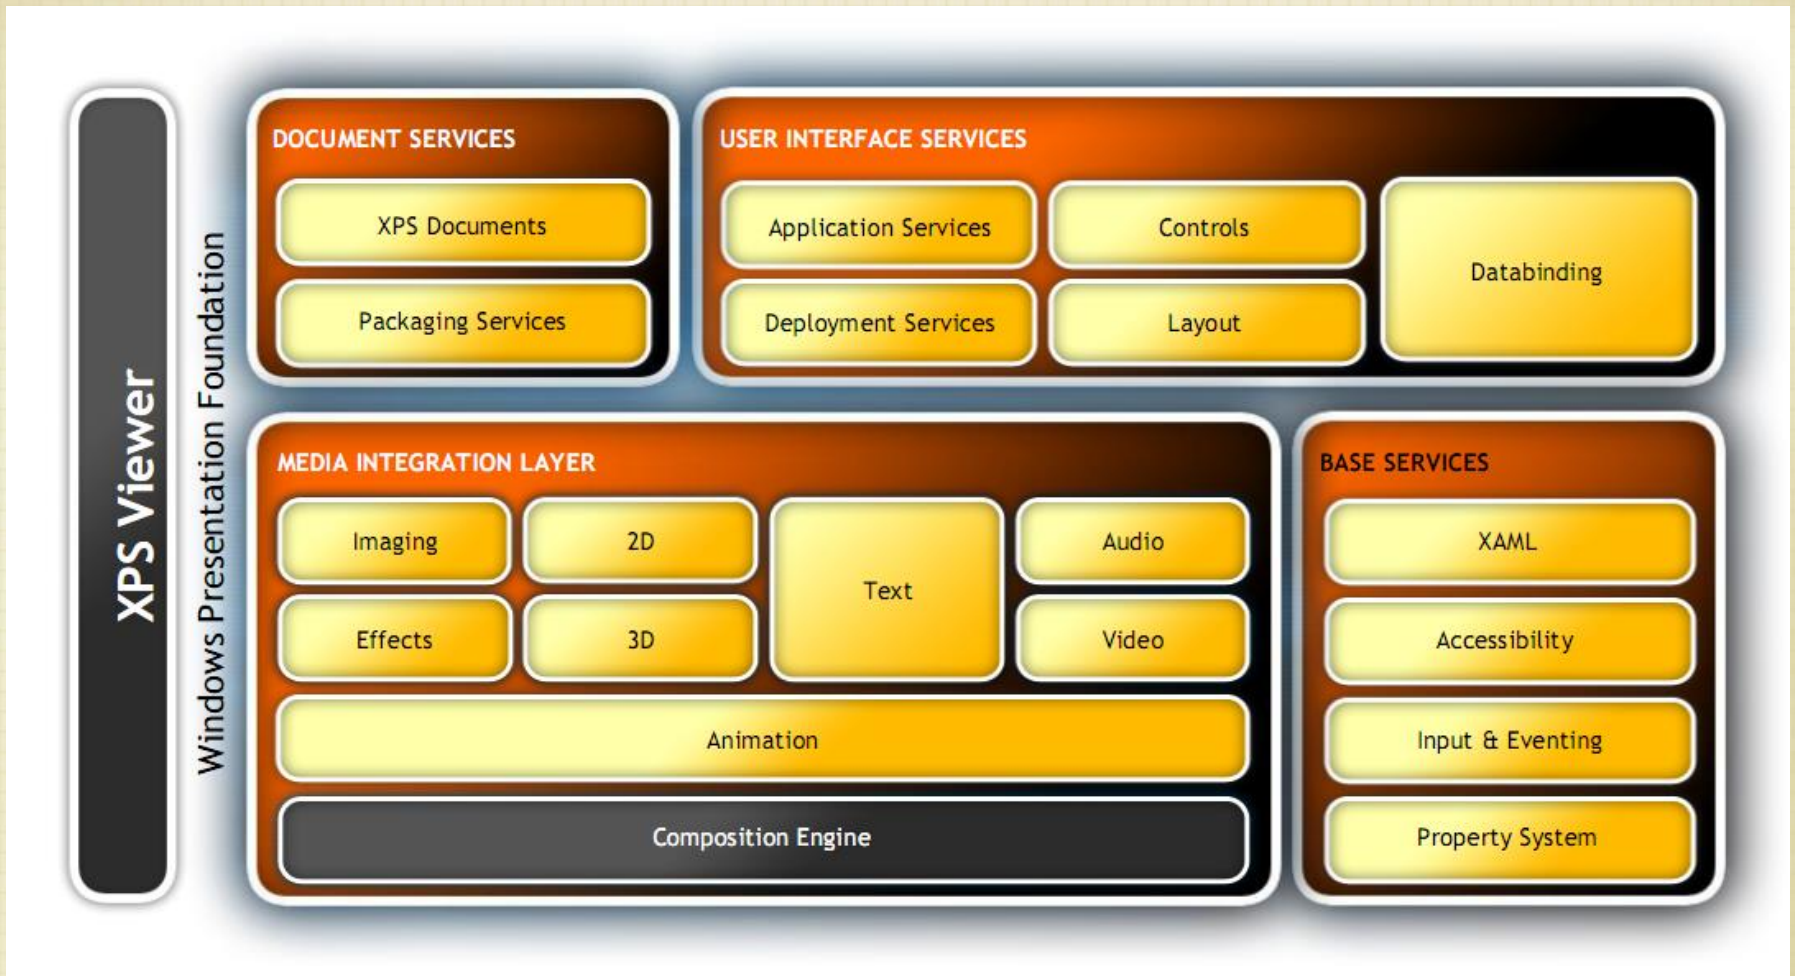 XPS Viewer
Windows Presentation Foundation
DOCUMENT SERVICES
XPS Documents
Packaging Services
USER INTERFACE SERVICES
Application Services
Controls
Databinding
Deployment Services
Layout
MEDIA INTEGRATION LAYER
Imaging
2D
Text
Audio
Effects
3D
Video
Animation
Composition Engine
BASE SERVICES
XAML
Accessibility
Input & Eventing
Property System